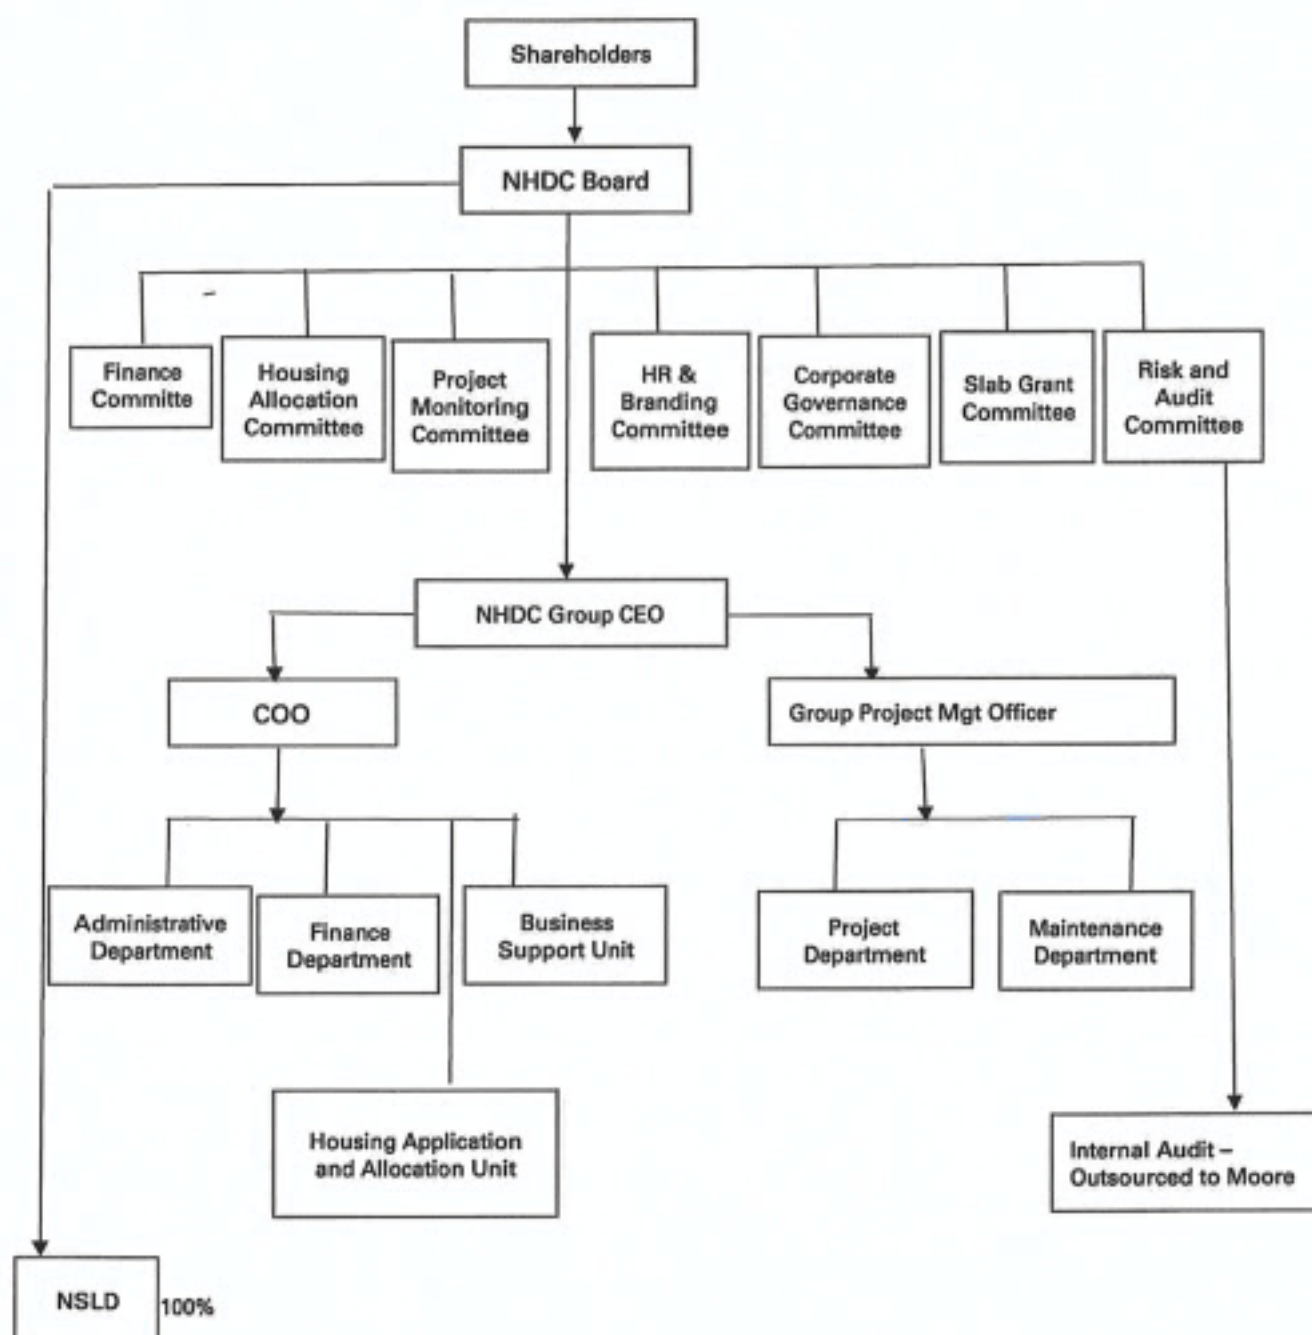 Shareholders
NHDC Board
Finance
Committe
Housing
Allocation
Committee
Project
Monitoring
Committee
HR &
Branding
Committee
Corporate
Governance
Committee
Slab Grant
Committee
Risk and
Audit
Committee
NHDC Group CEO
COO
Group Project Mgt Officer
Administrative
Department
Finance
Department
Business
Support Unit
Project
Department
Maintenance
Department
Housing Application
and Allocation Unit
Internal Audit –
Outsourced to Moore
NSLD
100%